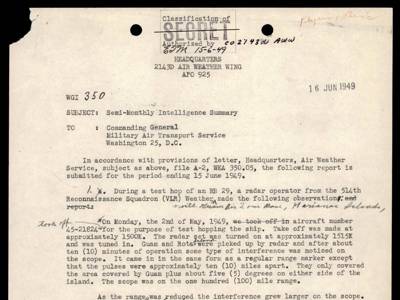 Classification of
SECRET
Authorized by CO 2143d AWW
15-6-49
HEADQUARTERS
2143D AIR WEATHER WING
APO 925
16 JUN 1949
WGI 350
SUBJECT: Semi-Monthly Intelligence Summary
TO : Commanding General
Military Air Transport Service
Washington 25, D.C.
In accordance with provisions of letter, Headquarters, Air Weather
Service, subject as above, file A-2, WEA 350.05, the following report is
submitted for the period ending 15 June 1949.
1. a. During a test hop of an RB 29, a radar operator from the 514th
Reconnaissance Squadron (VLR) Weather, made the following observations and
report: Mariana Islands,
took off On Monday, the 2nd of May, 1949, we took off in aircraft number
45-21824 for the purpose of test hopping the ship. Take off was made at
approximately 1500K. The radar set was turned on at approximately 1515K
and was tuned in. Guam and Rota were picked up by radar and after about
ten (10) minutes of operation some type of interference was noticed on
the scope. It came in in the same form as a regular range marker except
that the pulses were approximately ten (10) miles apart. They only covered
the area covered by Guam plus about five (5) degrees on either side of the
island. The scope was on the one hundred (100) mile range.
As the range was reduced the interference grew larger on the scope.